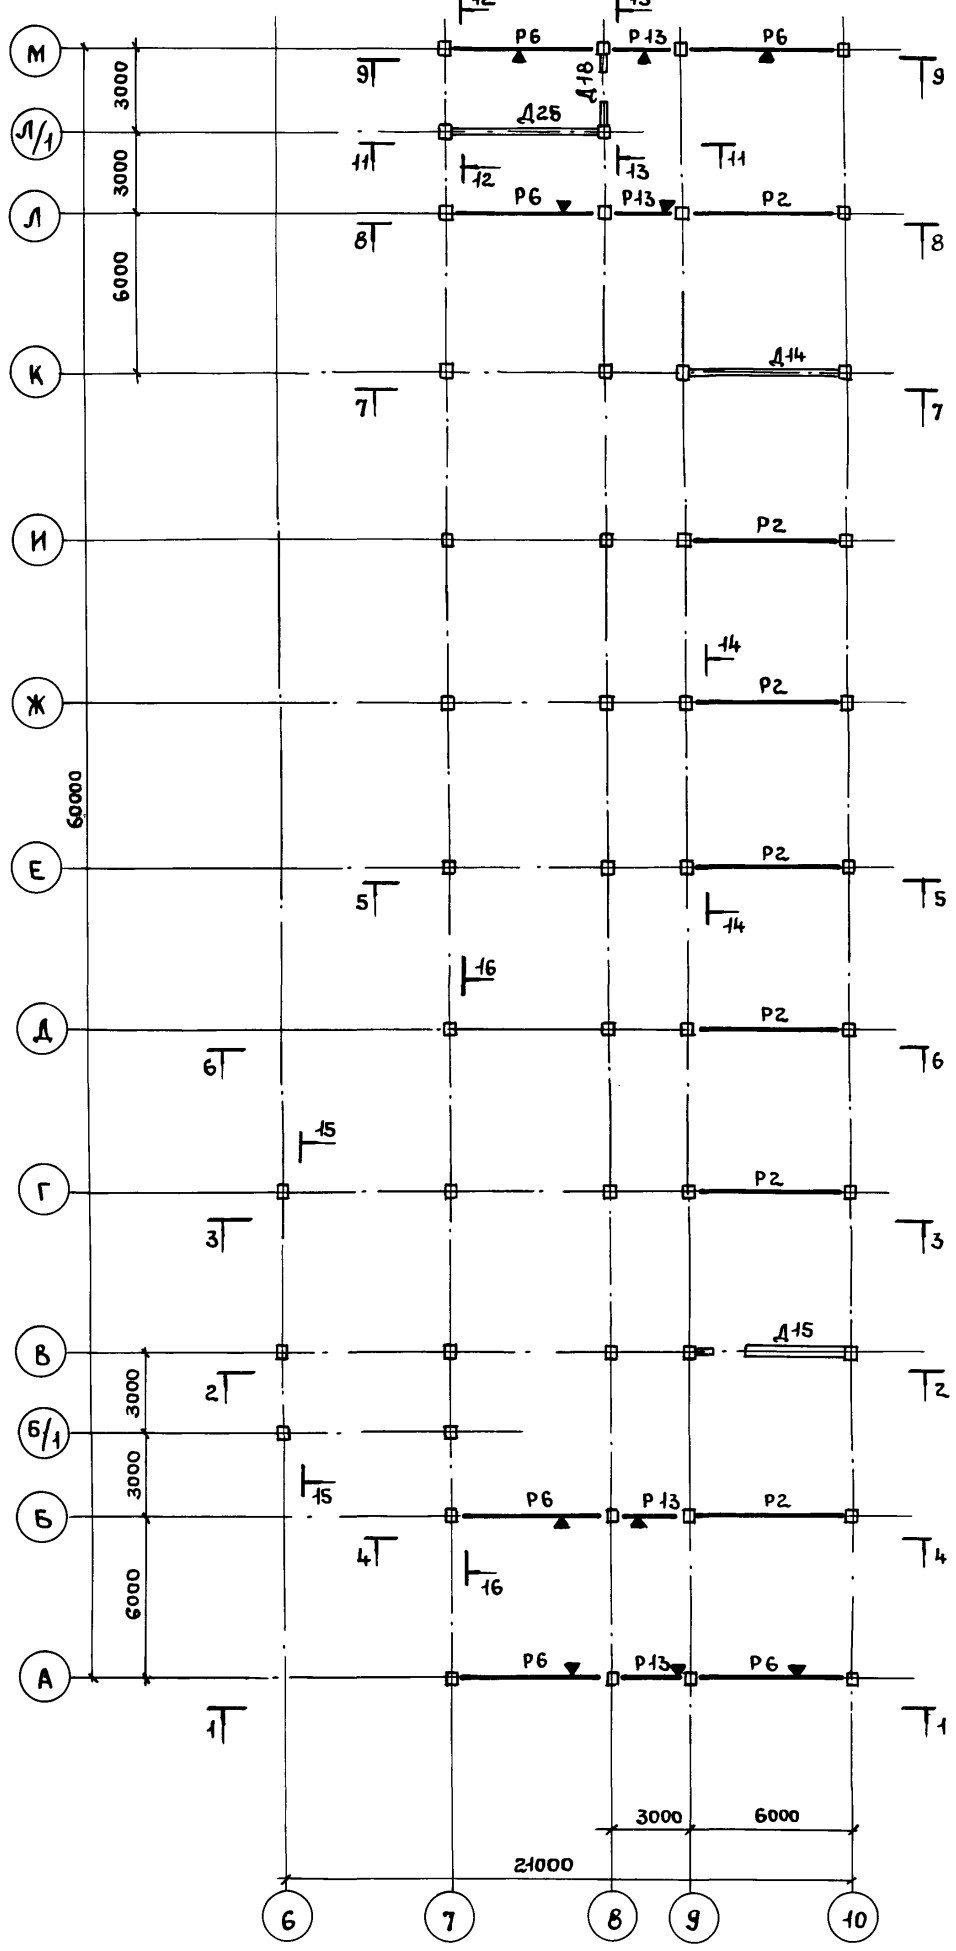 12 13
М Р6 Р13 Р6
9 9
3000 Д18
Л/1 Д25
11 12 13 11
3000
Л Р6 Р13 Р2
8 8
6000
К Д14
7 7
И Р2
14
Ж Р2
60000
Е Р2
5 5
14
16
Д Р2
6 6
15
Г Р2
3 3
В Д15
2 2
3000
Б/1
3000
15
Б Р6 Р13 Р2
4 4
6000
16
А Р6 Р13 Р6
1 1
3000 6000
21000
6 7 8 9 10